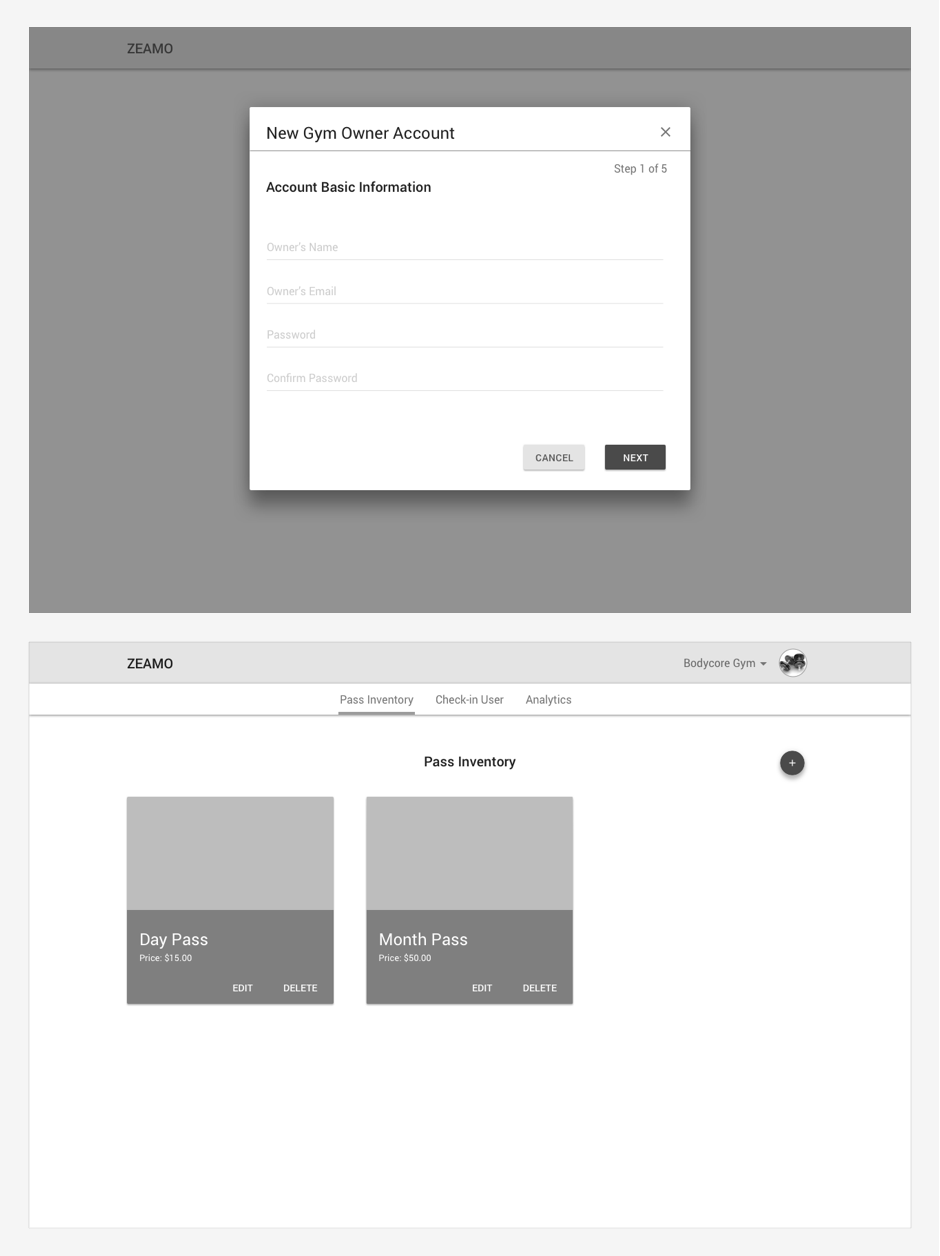 ZEAMO
New Gym Owner Account
Step 1 of 5
Account Basic Information
Owner's Name
Owner's Email
Password
Confirm Password
CANCEL NEXT
ZEAMO Bodycore Gym
Pass Inventory Check-in User Analytics
Pass Inventory
+
Day Pass Month Pass
Price: $15.00 Price: $50.00
EDIT DELETE EDIT DELETE